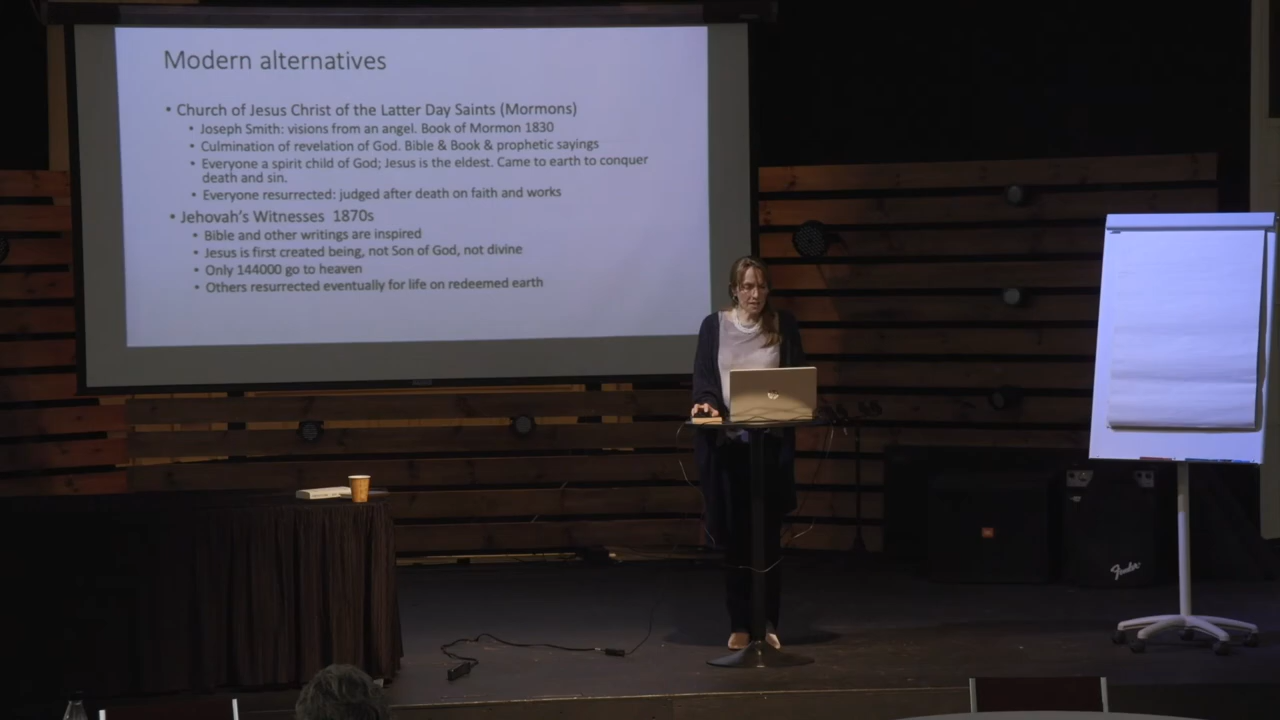 Modern alternatives
• Church of Jesus Christ of the Latter Day Saints (Mormons)
• Joseph Smith: visions from an angel. Book of Mormon 1830
• Culmination of revelation of God. Bible & Book & prophetic sayings
• Everyone a spirit child of God; Jesus is the eldest. Came to earth to conquer
death and sin.
• Everyone resurrected: judged after death on faith and works
• Jehovah's Witnesses 1870s
• Bible and other writings are inspired
• Jesus is first created being, not Son of God, not divine
• Only 144000 go to heaven
• Others resurrected eventually for life on redeemed earth
hp
JBL
Fender